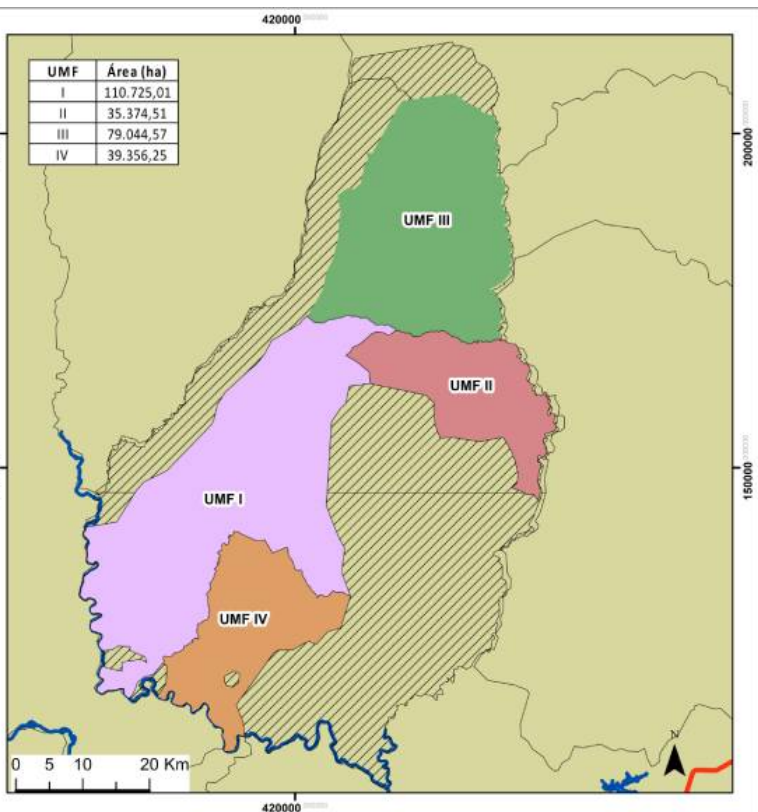 420000
UMF Área (ha)
I 110.725,01
II 35.374,51
III 79.044,57
IV 39.356,25
200000
UMF III
UMF II
150000
UMF I
UMF IV
N
0 5 10 20 Km
420000